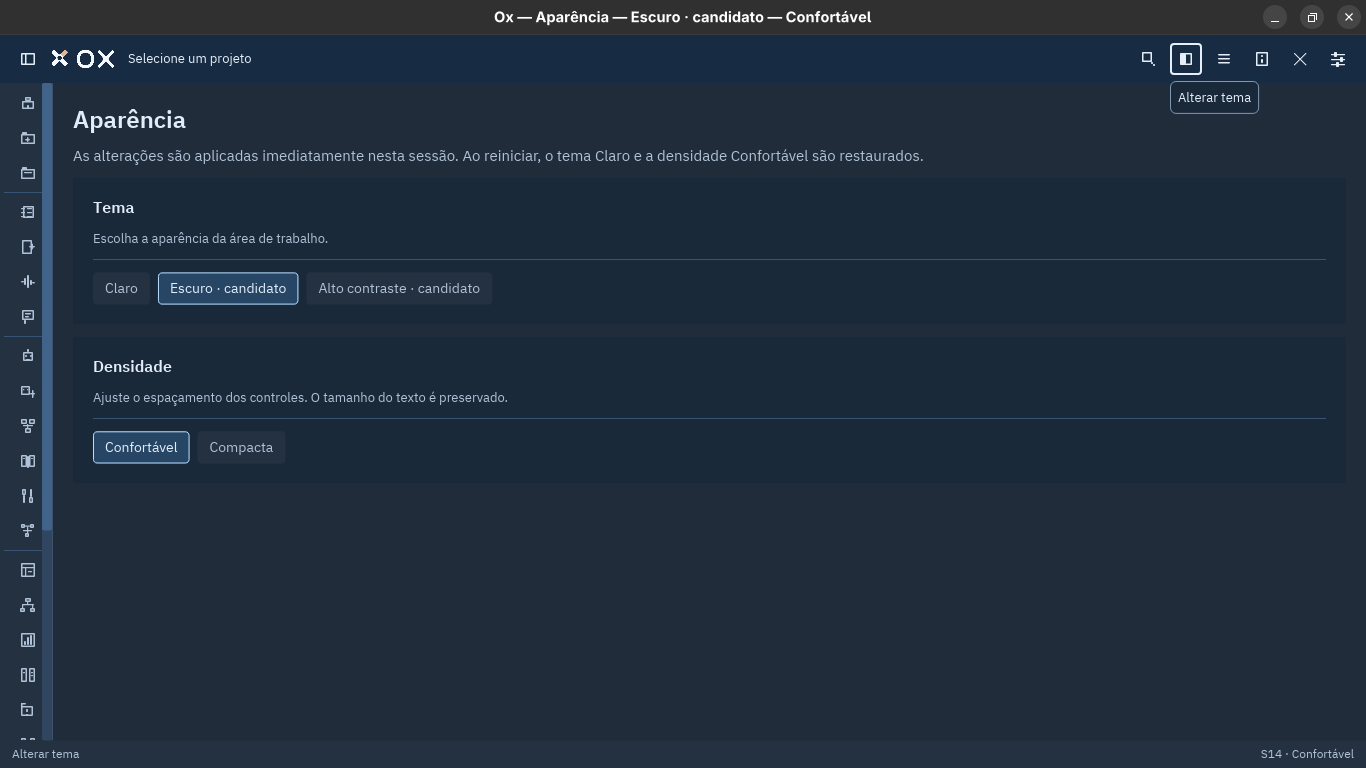 Ox — Aparência — Escuro · candidato — Confortável
OX Selecione um projeto
Alterar tema
Aparência
As alterações são aplicadas imediatamente nesta sessão. Ao reiniciar, o tema Claro e a densidade Confortável são restaurados.
Tema
Escolha a aparência da área de trabalho.
Claro Escuro · candidato Alto contraste · candidato
Densidade
Ajuste o espaçamento dos controles. O tamanho do texto é preservado.
Confortável Compacta
Alterar tema S14 · Confortável